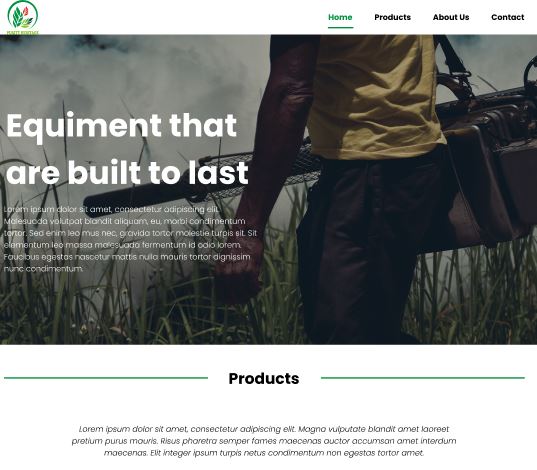 PURITY HERITAGE
Home Products About Us Contact
Equiment that
are built to last
Lorem ipsum dolor sit amet, consectetur adipiscing elit.
Malesuada volutpat blandit aliquam, eu, morbi condimentum
tortor. Sed enim leo mus nec, gravida tortor molestie turpis sit. Sit
elementum leo massa malesuada fermentum id odio lorem.
Faucibus egestas nascetur mattis nulla mauris tortor dignissim
nunc condimentum.
Products
Lorem ipsum dolor sit amet, consectetur adipiscing elit. Magna vulputate blandit amet laoreet
pretium purus mauris. Risus pharetra semper fames maecenas auctor accumsan amet interdum
maecenas. Elit integer ipsum turpis netus condimentum non egestas tortor amet.